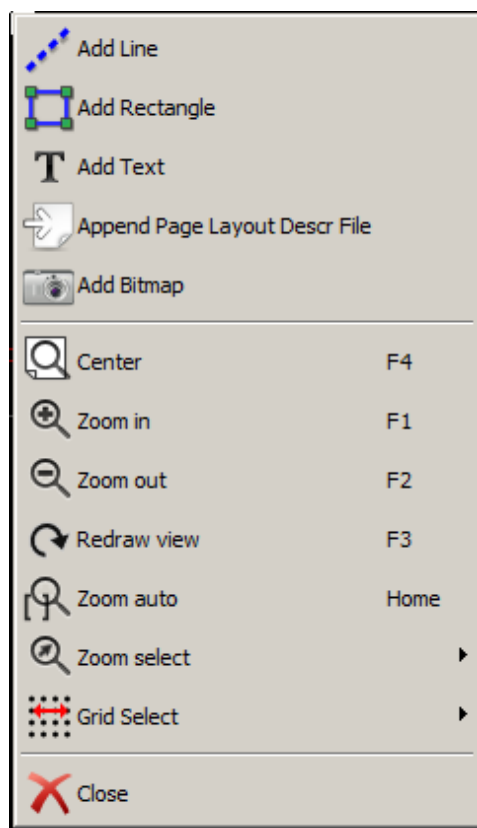 Add Line
Add Rectangle
Add Text
Append Page Layout Descr File
Add Bitmap
Center F4
Zoom in F1
Zoom out F2
Redraw view F3
Zoom auto Home
Zoom select
Grid Select
Close